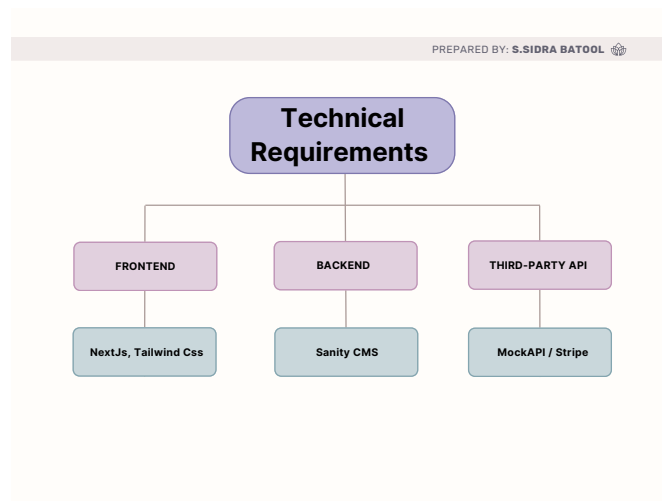 PREPARED BY: S.SIDRA BATOOL
Technical
Requirements
FRONTEND
BACKEND
THIRD-PARTY API
NextJs, Tailwind Css
Sanity CMS
MockAPI / Stripe